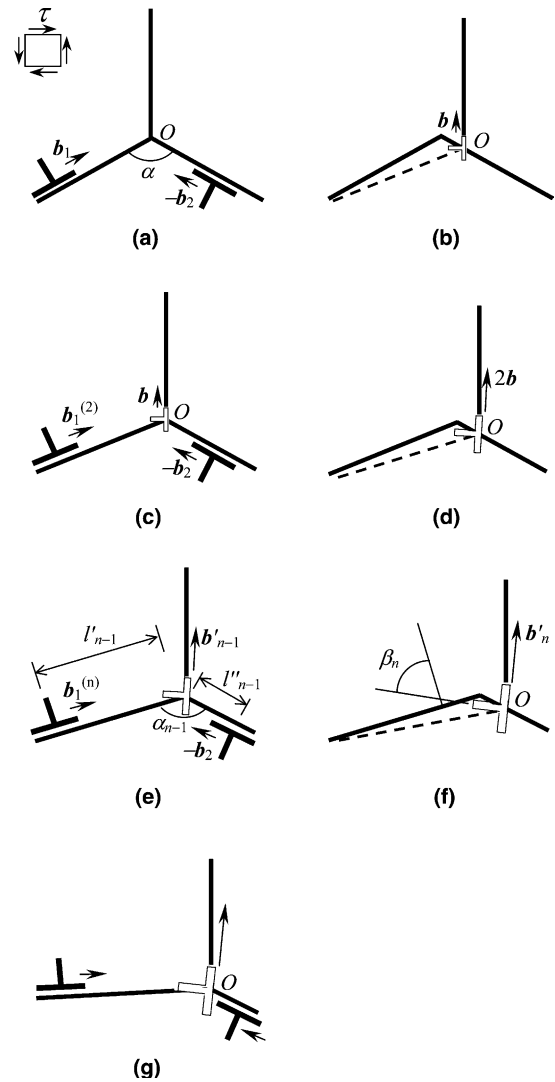 τ
b₁
O
α
–b₂
(a)
b
O
(b)
b
b₁⁽²⁾
O
–b₂
(c)
2b
O
(d)
l′ₙ₋₁
b′ₙ₋₁
b₁⁽ⁿ⁾
l″ₙ₋₁
αₙ₋₁
–b₂
(e)
b′ₙ
βₙ
O
(f)
O
(g)